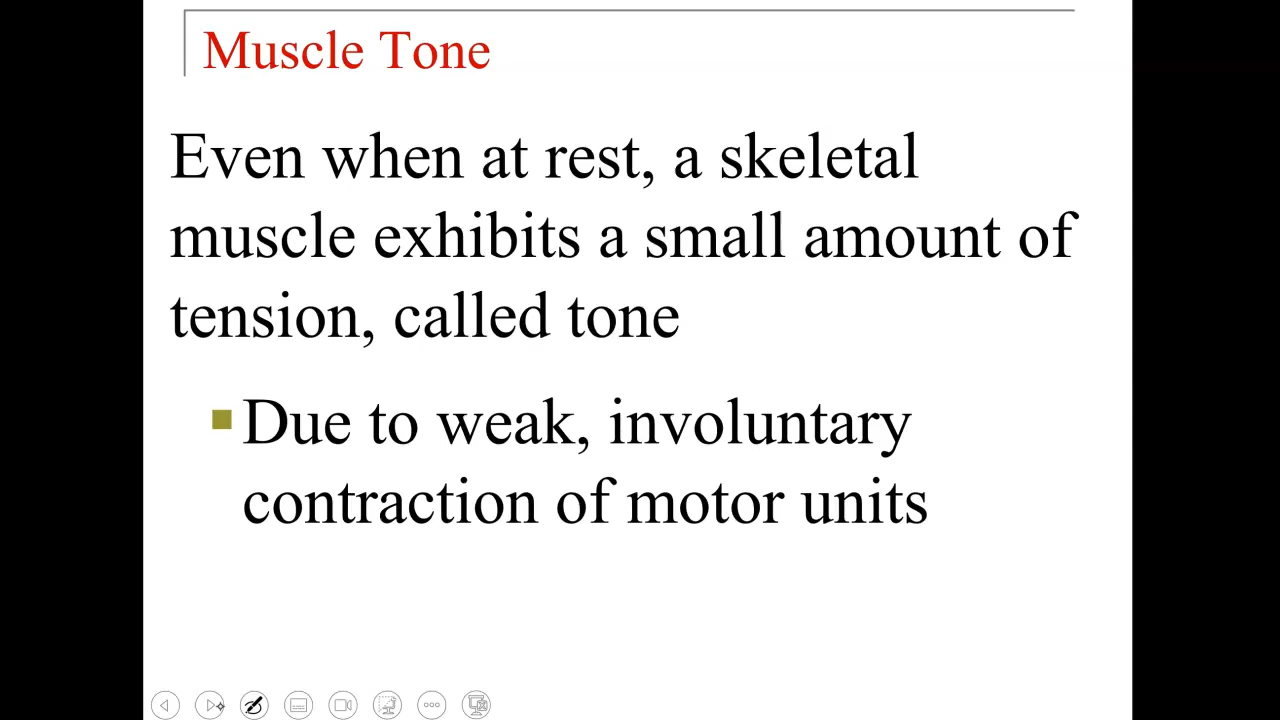 Muscle Tone
Even when at rest, a skeletal
muscle exhibits a small amount of
tension, called tone
Due to weak, involuntary
contraction of motor units